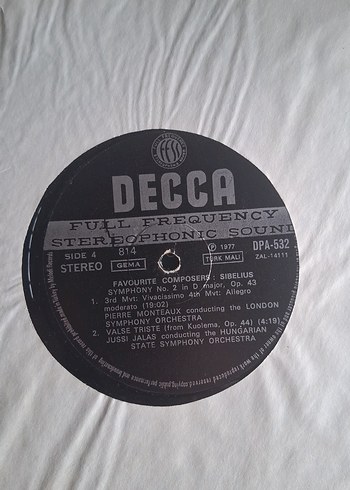 FFSS
DECCA
FULL FREQUENCY
STEREOPHONIC SOUND
SIDE 4
814
℗ 1977
DPA-532
STEREO
GEMA
TÜRK MALI
ZAL-14111
FAVOURITE COMPOSERS: SIBELIUS
SYMPHONY No. 2 in D major, Op. 43
1. 3rd Mvt: Vivacissimo 4th Mvt: Allegro
moderato (19:02)
PIERRE MONTEAUX conducting the LONDON
SYMPHONY ORCHESTRA
2. VALSE TRISTE (from Kuolema, Op. 44) (4:19)
JUSSI JALAS conducting the HUNGARIAN
STATE SYMPHONY ORCHESTRA